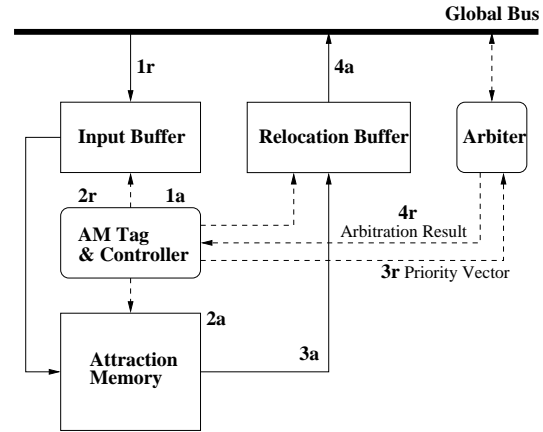 Global Bus
1r
4a
Input Buffer
Relocation Buffer
Arbiter
2r
1a
4r
Arbitration Result
AM Tag
& Controller
3r Priority Vector
2a
3a
Attraction
Memory